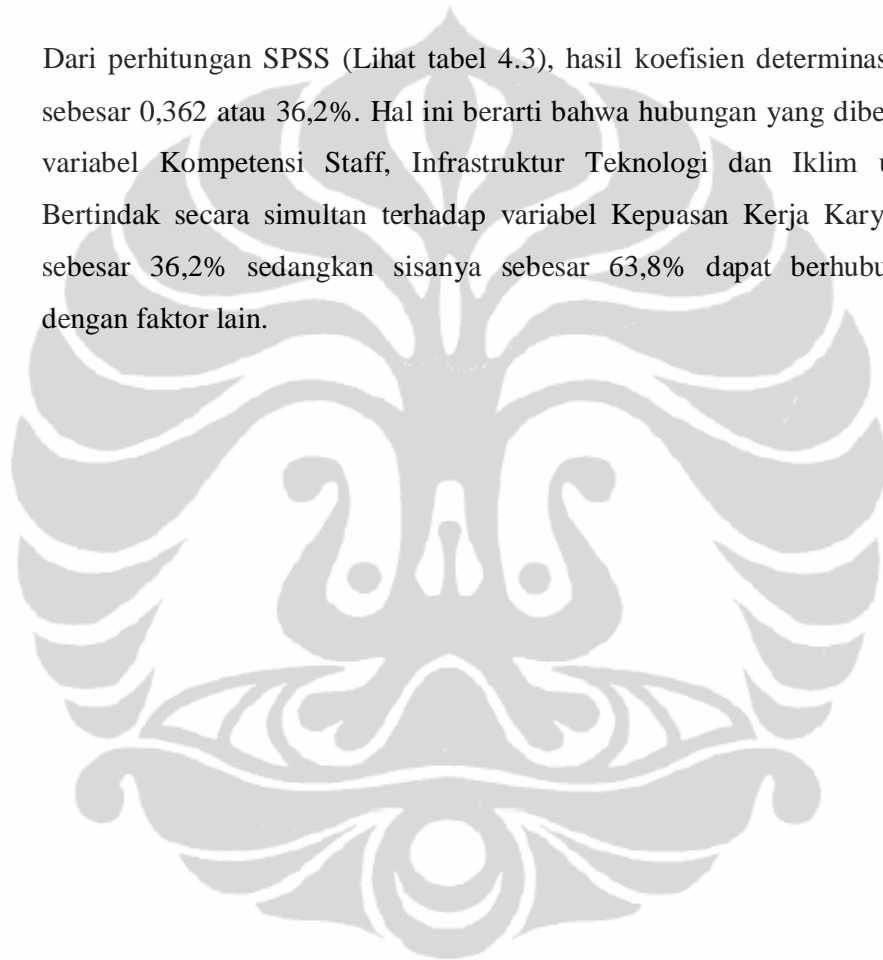 Dari perhitungan SPSS (Lihat tabel 4.3), hasil koefisien determinas
sebesar 0,362 atau 36,2%. Hal ini berarti bahwa hubungan yang dibe
variabel Kompetensi Staff, Infrastruktur Teknologi dan Iklim u
Bertindak secara simultan terhadap variabel Kepuasan Kerja Kary
sebesar 36,2% sedangkan sisanya sebesar 63,8% dapat berhubu
dengan faktor lain.